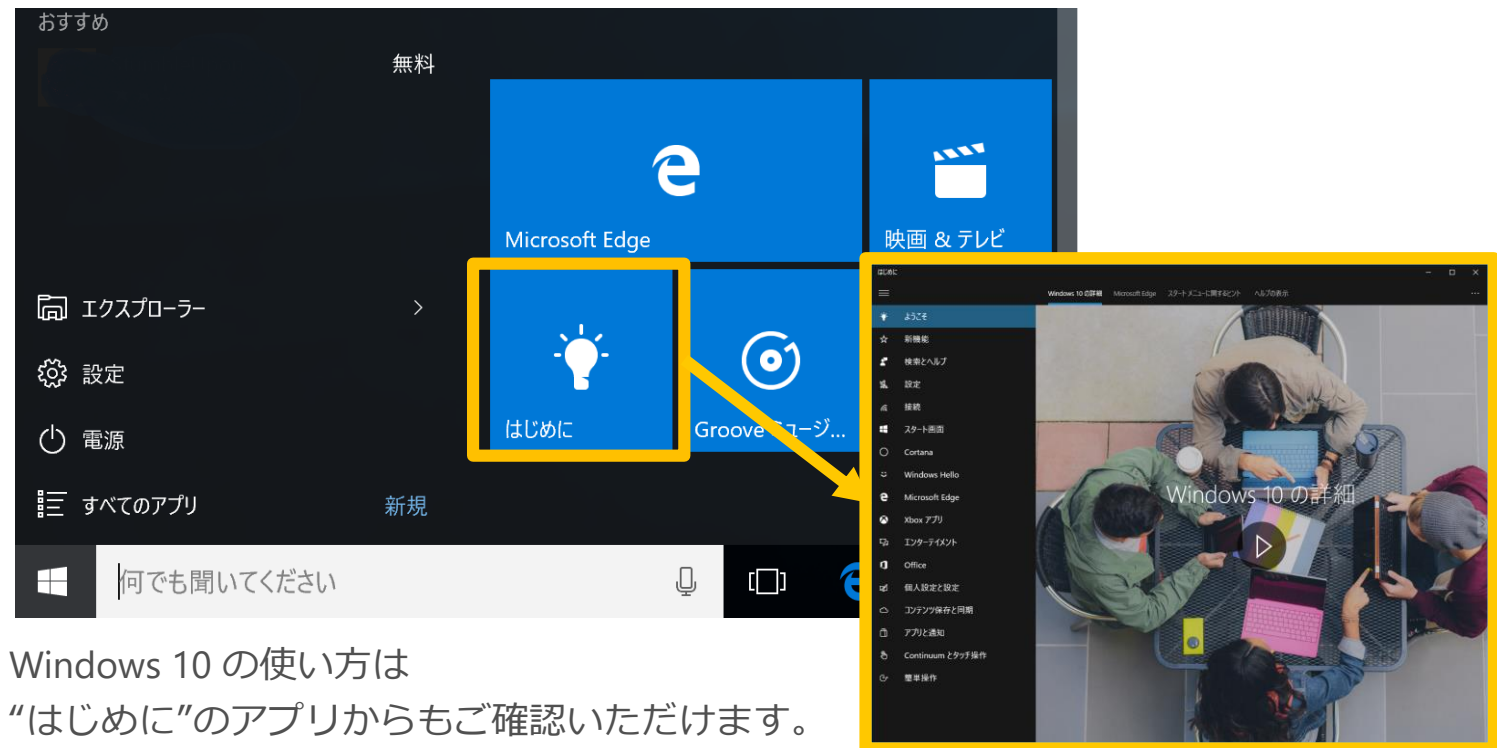 おすすめ
無料
Microsoft Edge
映画 & テレビ
エクスプローラー
設定
はじめに
Groove ミュージ...
電源
すべてのアプリ
新規
何でも聞いてください
はじめに
Windows 10 の詳細
Microsoft Edge
スタート メニューに関するヒント
ヘルプの表示
ようこそ
新機能
検索とヘルプ
設定
接続
スタート画面
Cortana
Windows Hello
Microsoft Edge
Xbox アプリ
エンターテイメント
Office
個人設定と設定
コンテンツ保存と同期
アプリと通知
Continuum とタッチ操作
簡単操作
Windows 10 の詳細
Windows 10 の使い方は
“はじめに”のアプリからもご確認いただけます。